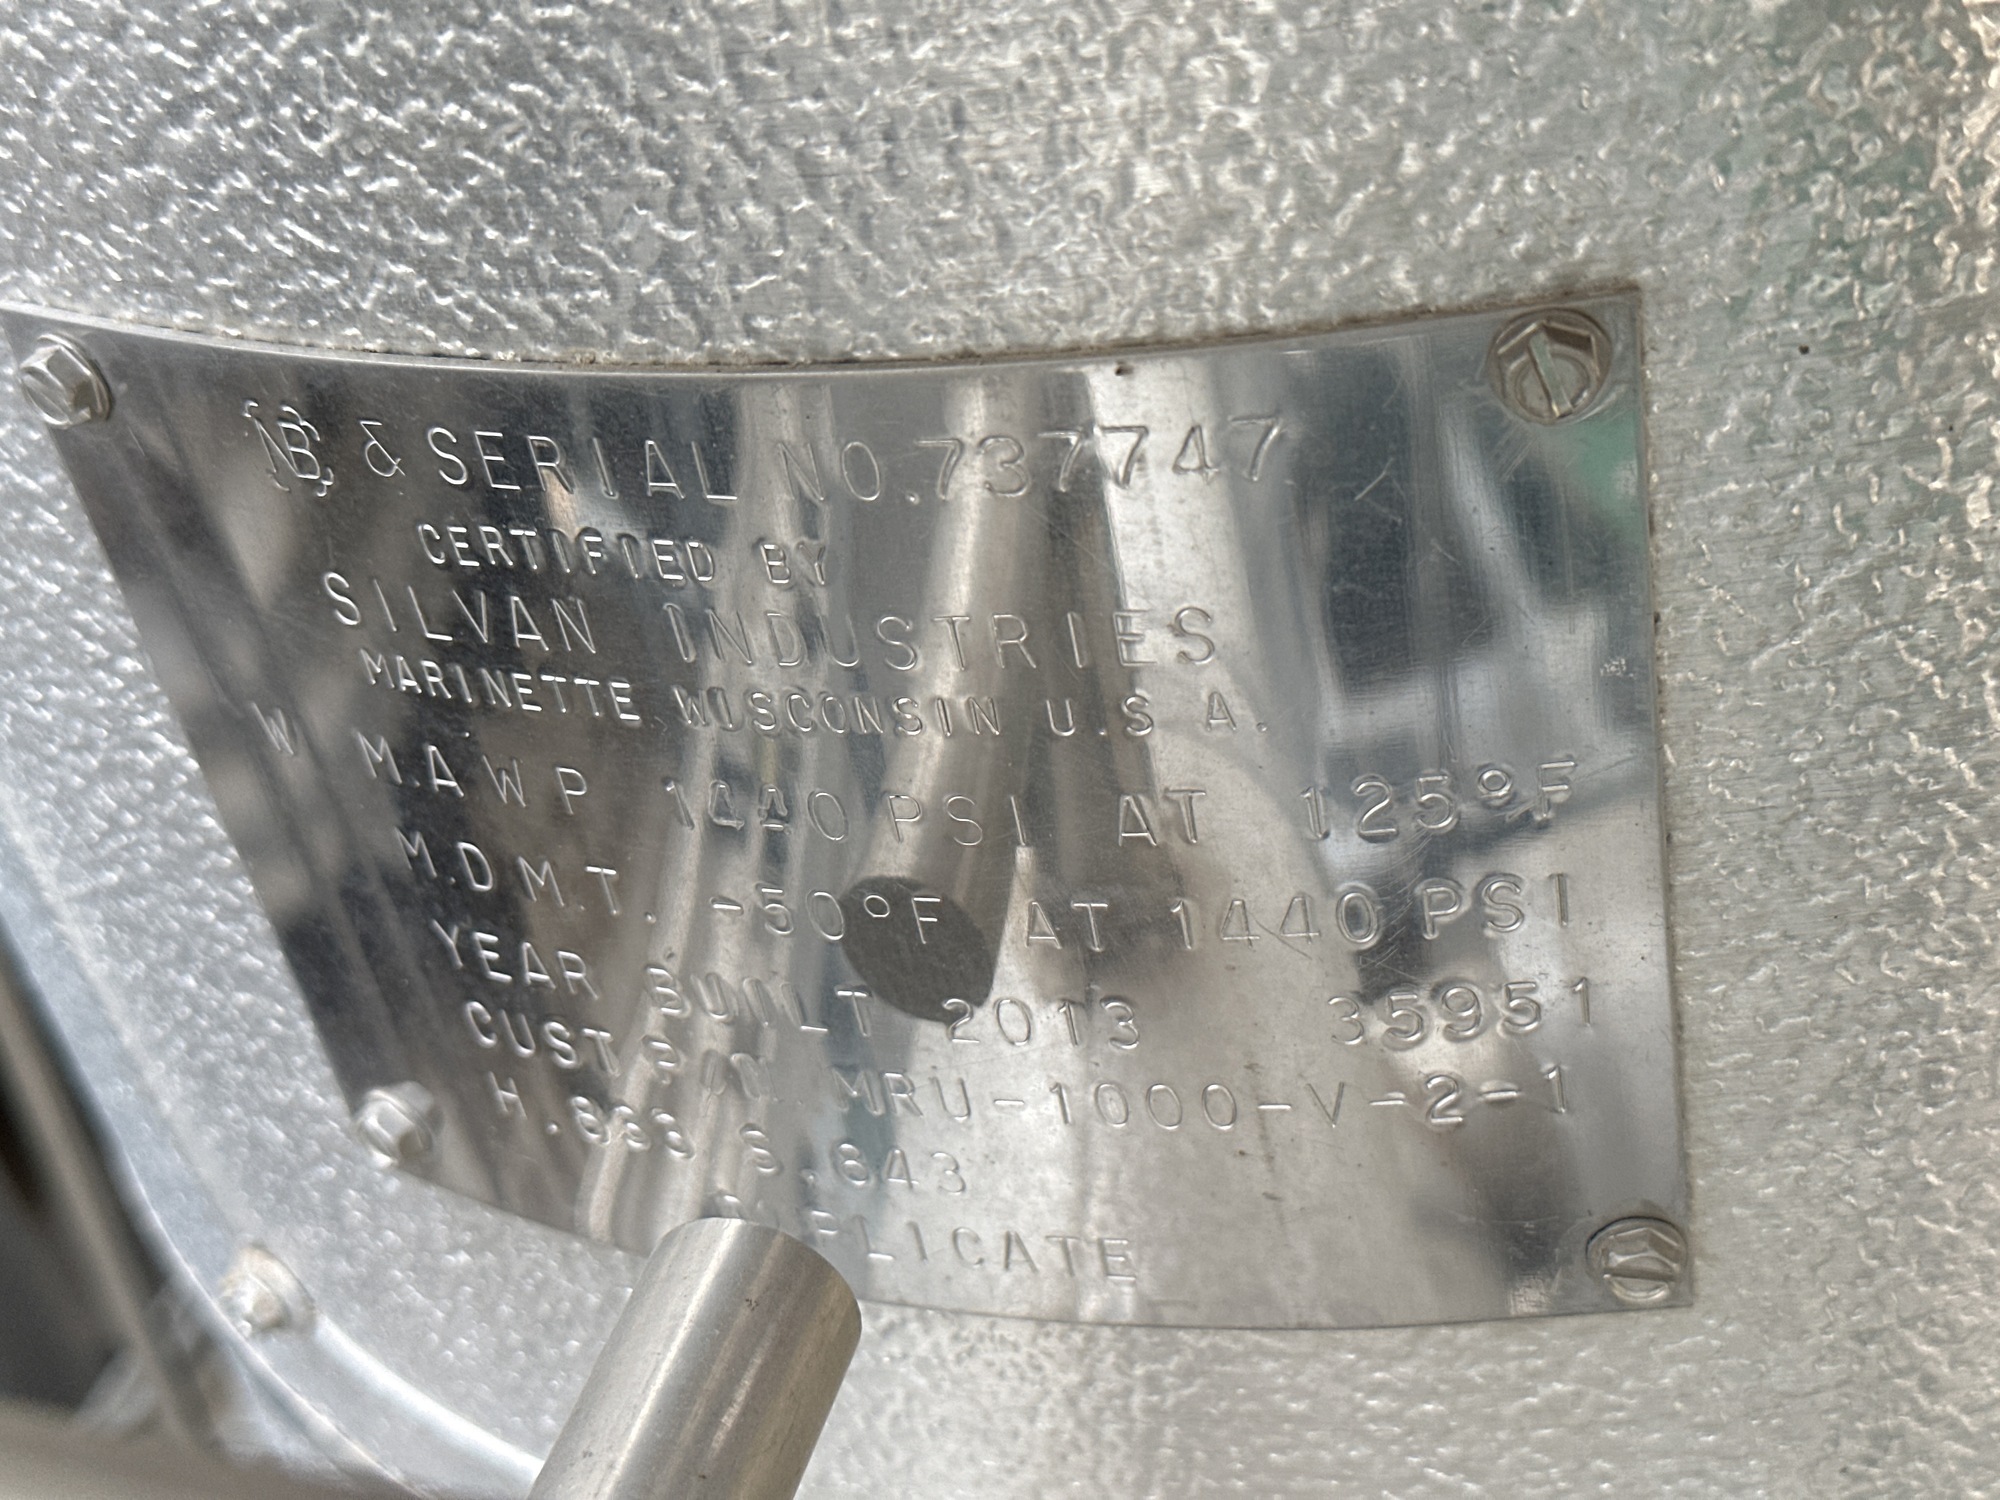 NB & SERIAL NO. 737747
CERTIFIED BY
SILVAN INDUSTRIES
MARINETTE WISCONSIN U.S.A.
W M.A.W.P 1440 PSI AT 125°F
M.D.M.T. -50°F AT 1440 PSI
YEAR BUILT 2013 35951
CUST MRU-1000-V-2-1
H. S..843